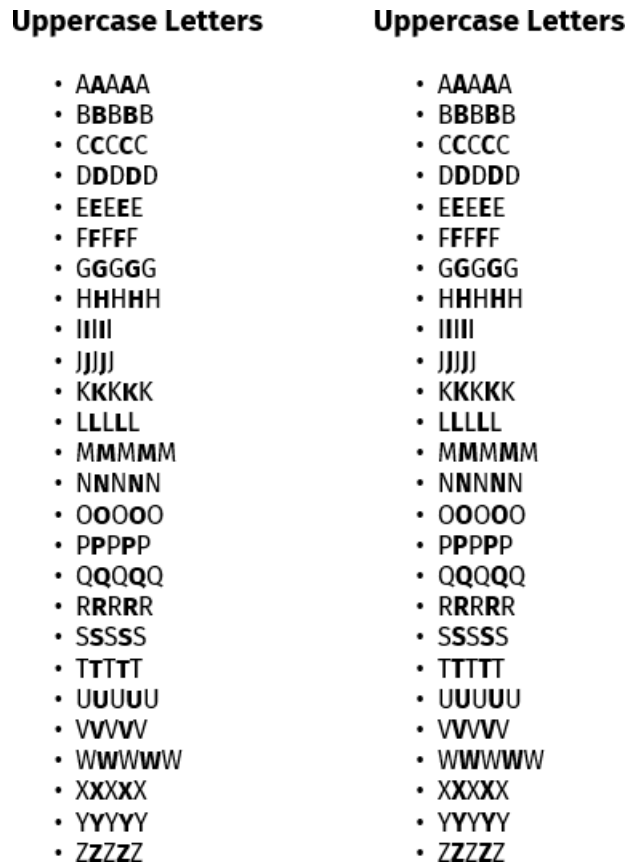 Uppercase Letters
• AAAAA
• BBBBB
• CCCCC
• DDDDD
• EEEEE
• FFFFF
• GGGGG
• HHHHH
• IIIII
• JJJJJ
• KKKKK
• LLLLL
• MMMMM
• NNNNN
• OOOOO
• PPPPP
• QQQQQ
• RRRRR
• SSSSS
• TTTTT
• UUUUU
• VVVVV
• WWWWW
• XXXXX
• YYYYY
• ZZZZZ
Uppercase Letters
• AAAAA
• BBBBB
• CCCCC
• DDDDD
• EEEEE
• FFFFF
• GGGGG
• HHHHH
• IIIII
• JJJJJ
• KKKKK
• LLLLL
• MMMMM
• NNNNN
• OOOOO
• PPPPP
• QQQQQ
• RRRRR
• SSSSS
• TTTTT
• UUUUU
• VVVVV
• WWWWW
• XXXXX
• YYYYY
• ZZZZZ